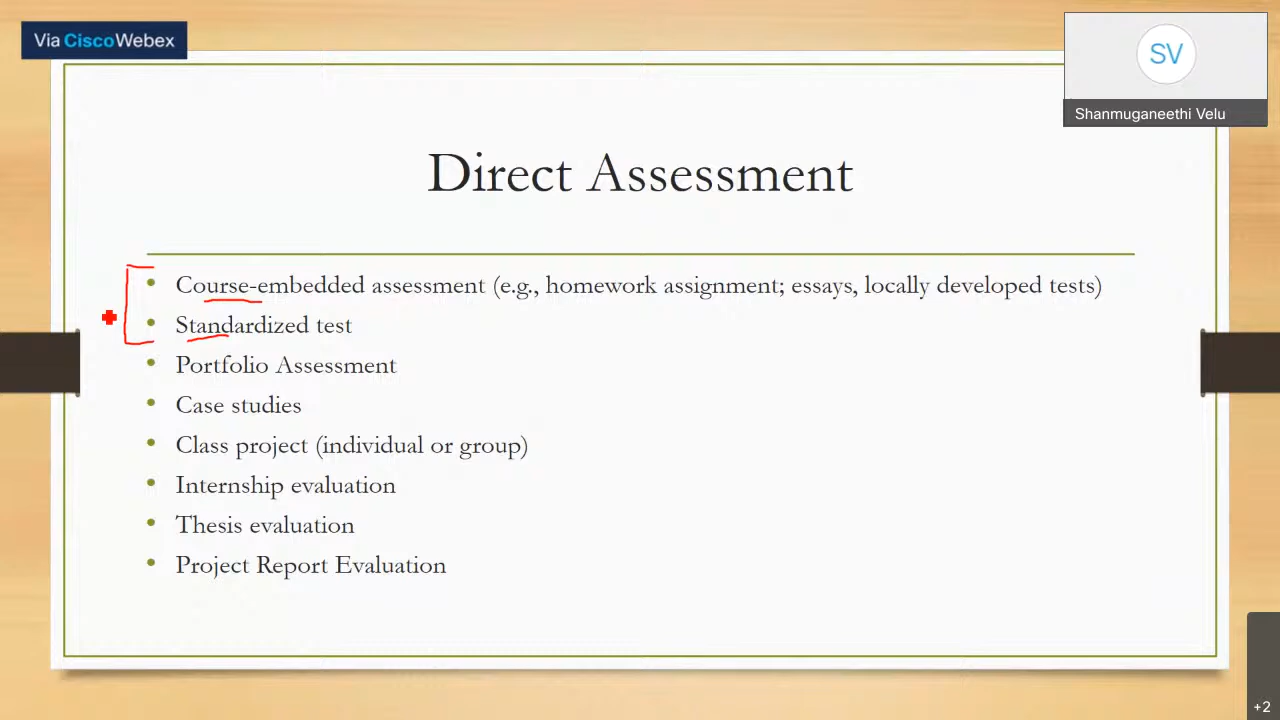 Via CiscoWebex
SV
Shanmuganeethi Velu
Direct Assessment
• Course-embedded assessment (e.g., homework assignment; essays, locally developed tests)
• Standardized test
• Portfolio Assessment
• Case studies
• Class project (individual or group)
• Internship evaluation
• Thesis evaluation
• Project Report Evaluation
+2